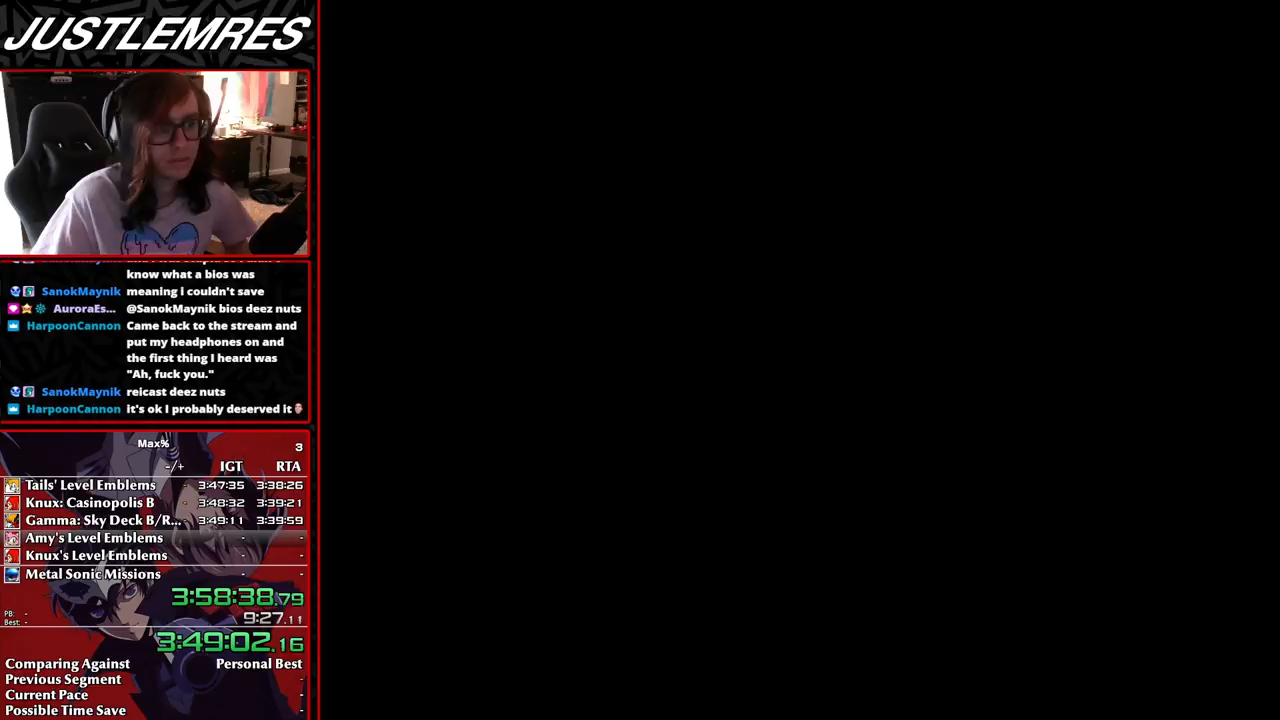 JUSTLEMRES
know what a bios was
SanokMaynik meaning i couldn't save
AuroraEs... @SanokMaynik bios deez nuts
HarpoonCannon Came back to the stream and
put my headphones on and
the first thing I heard was
"Ah, fuck you."
SanokMaynik reicast deez nuts
HarpoonCannon it's ok I probably deserved it
Max% 3
-/+ IGT RTA
Tails' Level Emblems - 3:47:35 3:38:26
Knux: Casinopolis B - 3:48:32 3:39:21
Gamma: Sky Deck B/R... - 3:49:11 3:39:59
Amy's Level Emblems - -
Knux's Level Emblems - -
Metal Sonic Missions - -
3:58:38.79
PB: -
Best: - 9:27.11
3:49:02.16
Comparing Against Personal Best
Previous Segment -
Current Pace -
Possible Time Save -